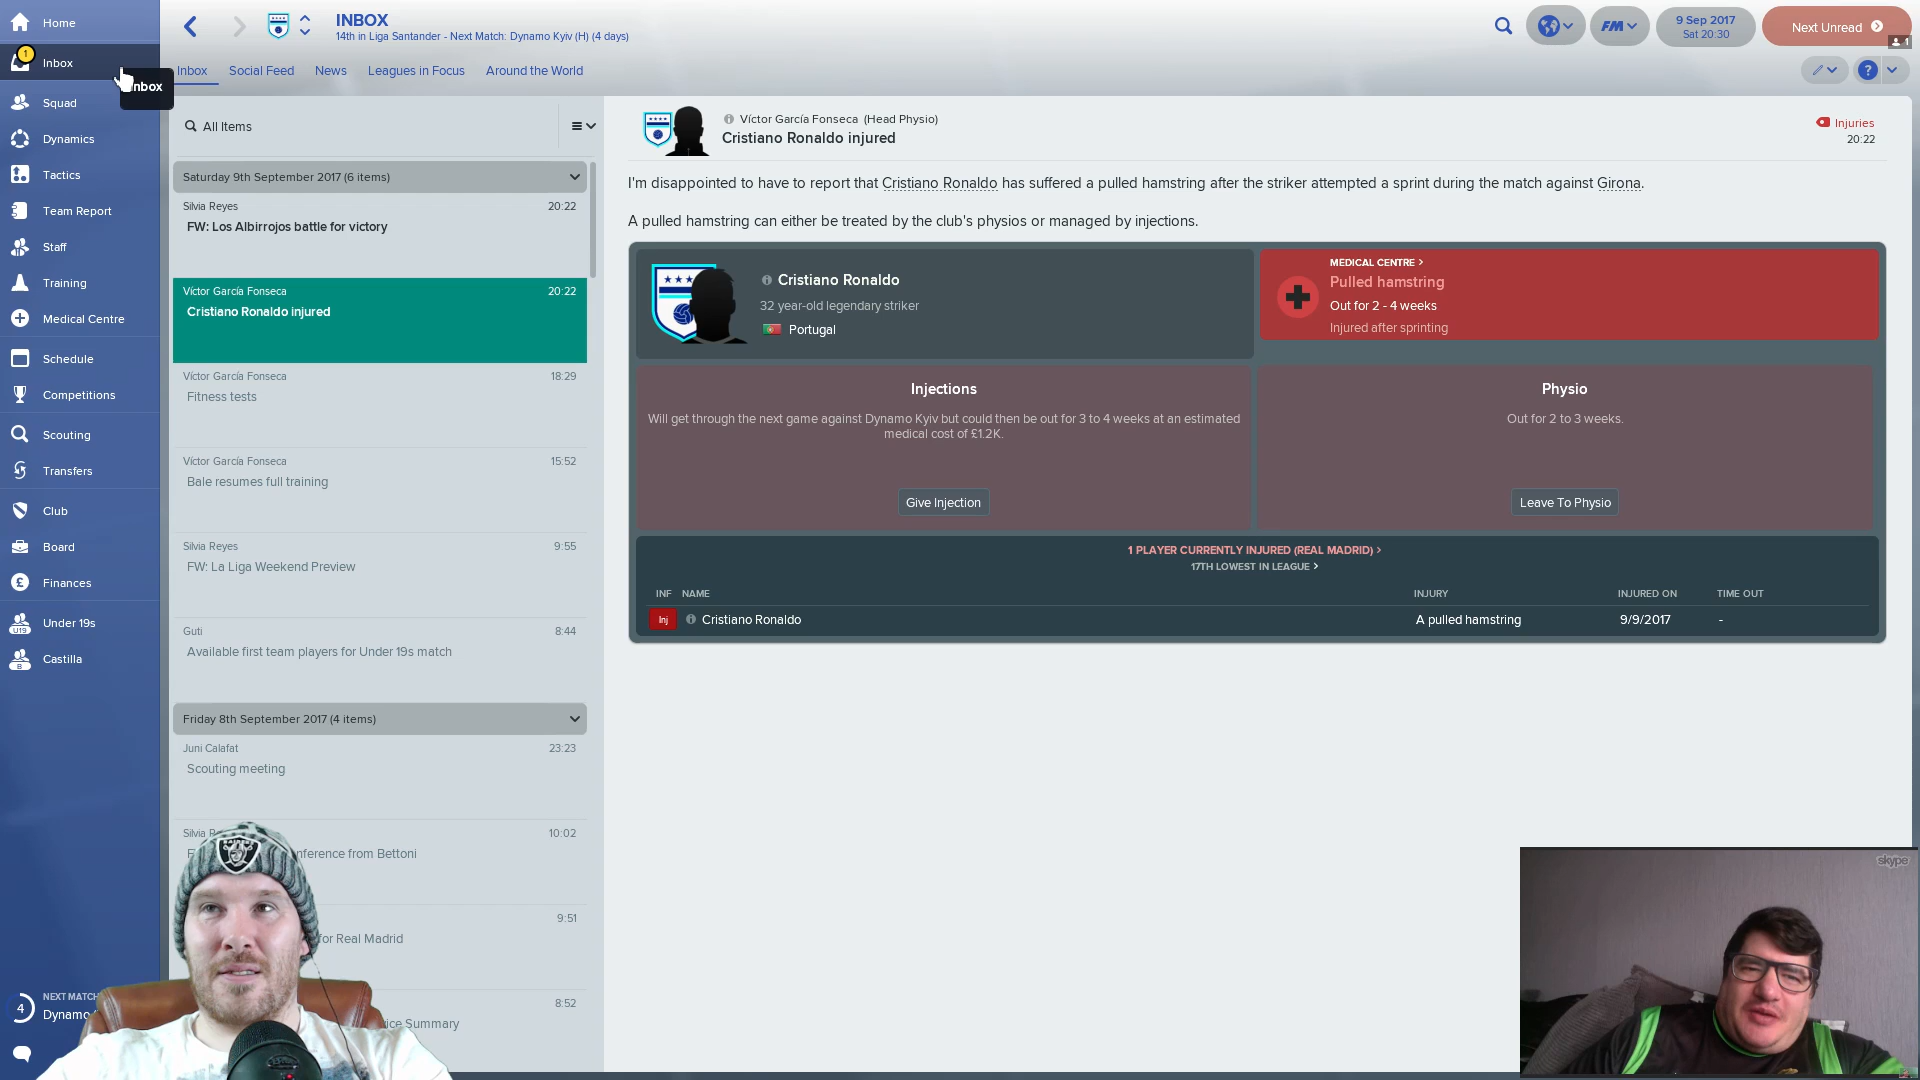 Home
1
Inbox
Inbox
Squad
Dynamics
Tactics
Team Report
Staff
Training
Medical Centre
Schedule
Competitions
Scouting
Transfers
Club
Board
£
Finances
U19
Under 19s
B
Castilla
4
NEXT MATCH
Dynamo
INBOX
14th in Liga Santander - Next Match: Dynamo Kyiv (H) (4 days)
FM
9 Sep 2017
Sat 20:30
Next Unread
1
Inbox
Social Feed
News
Leagues in Focus
Around the World
?
All Items
Saturday 9th September 2017 (6 items)
Silvia Reyes 20:22
FW: Los Albirrojos battle for victory
Víctor García Fonseca 20:22
Cristiano Ronaldo injured
Víctor García Fonseca 18:29
Fitness tests
Víctor García Fonseca 15:52
Bale resumes full training
Silvia Reyes 9:55
FW: La Liga Weekend Preview
Guti 8:44
Available first team players for Under 19s match
Friday 8th September 2017 (4 items)
Juni Calafat 23:23
Scouting meeting
Silvia 10:02
from Bettoni
9:51
for Real Madrid
8:52
Summary
RAIDERS
Víctor García Fonseca (Head Physio)
Cristiano Ronaldo injured
Injuries
20:22
I'm disappointed to have to report that Cristiano Ronaldo has suffered a pulled hamstring after the striker attempted a sprint during the match against Girona.
A pulled hamstring can either be treated by the club's physios or managed by injections.
Cristiano Ronaldo
32 year-old legendary striker
Portugal
MEDICAL CENTRE >
Pulled hamstring
Out for 2 - 4 weeks
Injured after sprinting
Injections
Will get through the next game against Dynamo Kyiv but could then be out for 3 to 4 weeks at an estimated
medical cost of £1.2K.
Give Injection
Physio
Out for 2 to 3 weeks.
Leave To Physio
1 PLAYER CURRENTLY INJURED (REAL MADRID) >
17TH LOWEST IN LEAGUE >
INF NAME INJURY INJURED ON TIME OUT
Inj Cristiano Ronaldo A pulled hamstring 9/9/2017 -
skype